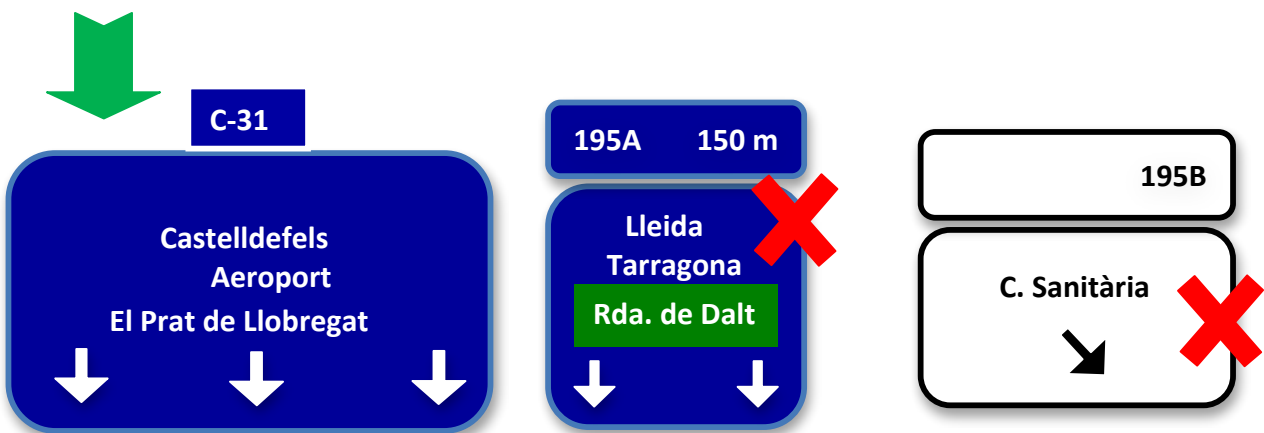 C-31
Castelldefels
Aeroport
El Prat de Llobregat
195A 150 m
Lleida
Tarragona
Rda. de Dalt
195B
C. Sanitària